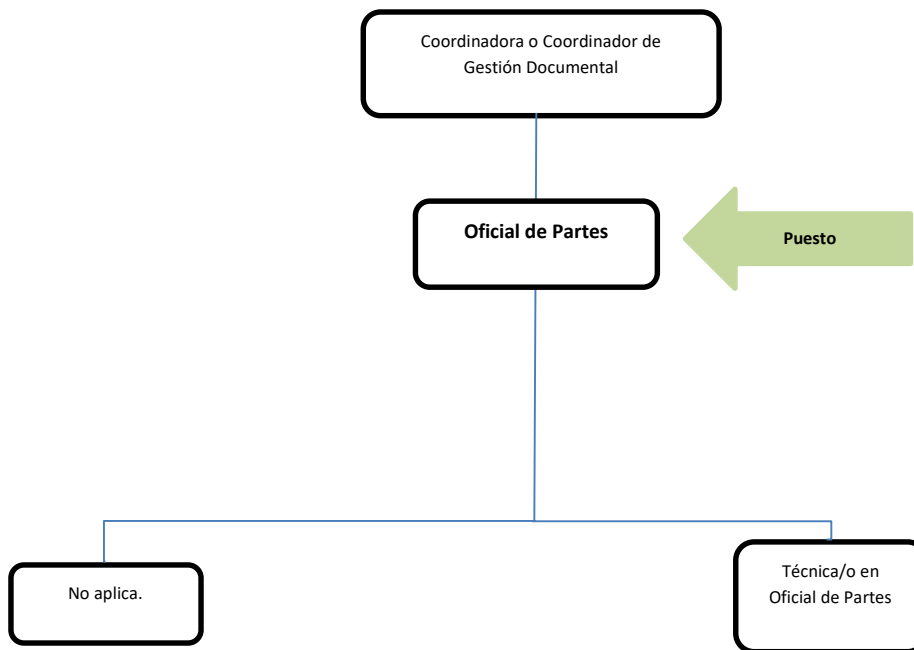 Coordinadora o Coordinador de
Gestión Documental
Oficial de Partes
Puesto
No aplica.
Técnica/o en
Oficial de Partes